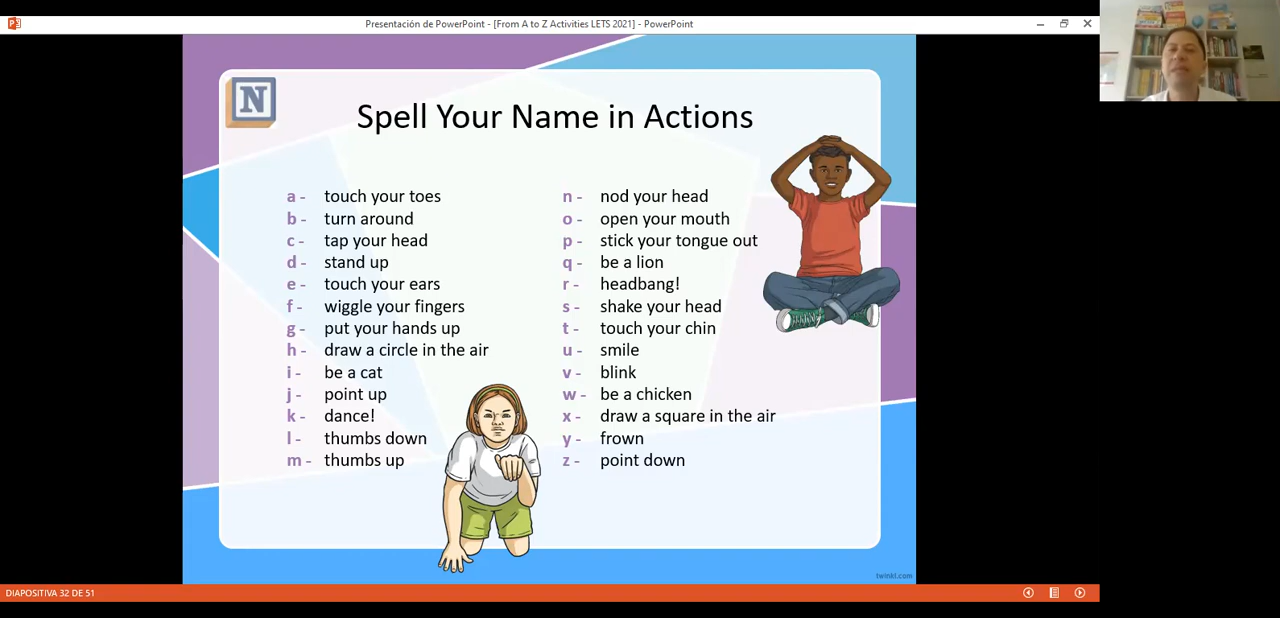 Presentación de PowerPoint - [From A to Z Activities LETS 2021] - PowerPoint
N
Spell Your Name in Actions
a - touch your toes
b - turn around
c - tap your head
d - stand up
e - touch your ears
f - wiggle your fingers
g - put your hands up
h - draw a circle in the air
i - be a cat
j - point up
k - dance!
l - thumbs down
m - thumbs up
n - nod your head
o - open your mouth
p - stick your tongue out
q - be a lion
r - headbang!
s - shake your head
t - touch your chin
u - smile
v - blink
w - be a chicken
x - draw a square in the air
y - frown
z - point down
twinkl.com
DIAPOSITIVA 32 DE 51